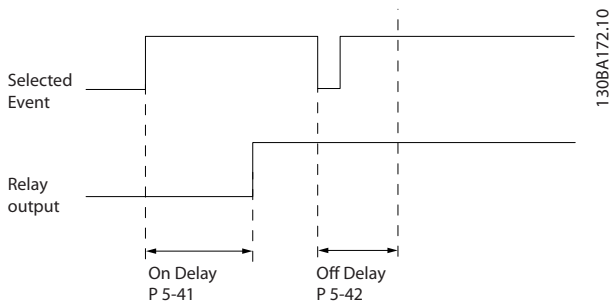 130BA172.10
Selected
Event
Relay
output
On Delay
P 5-41
Off Delay
P 5-42